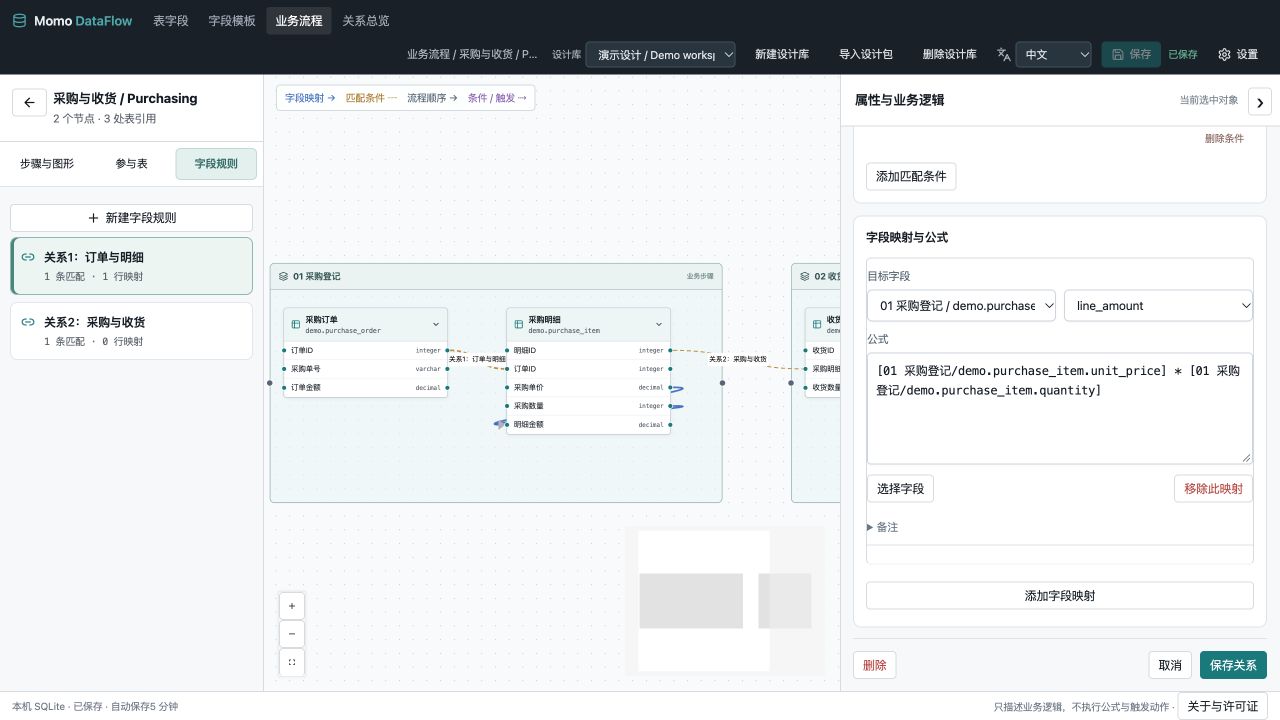 Momo DataFlow 表字段 字段模板 业务流程 关系总览
业务流程 / 采购与收货 / P... 设计库 演示设计 / Demo worksp 新建设计库 导入设计包 删除设计库 中文 保存 已保存 设置
采购与收货 / Purchasing
2 个节点 · 3 处表引用
步骤与图形 参与表 字段规则
+ 新建字段规则
关系1：订单与明细
1 条匹配 · 1 行映射
关系2：采购与收货
1 条匹配 · 0 行映射
字段映射 → 匹配条件 ┄ 流程顺序 → 条件 / 触发 ⇢
01 采购登记 业务步骤
采购订单
demo.purchase_order
订单ID integer
采购单号 varchar
订单金额 decimal
关系1：订单与明细
采购明细
demo.purchase_item
明细ID integer
订单ID integer
采购单价 decimal
采购数量 integer
明细金额 decimal
关系2：采购与收货
02 收
收货ID
采购明细
收货数量
+
−
属性与业务逻辑 当前选中对象
删除条件
添加匹配条件
字段映射与公式
目标字段
01 采购登记 / demo.purchase line_amount
公式
[01 采购登记/demo.purchase_item.unit_price] * [01 采购
登记/demo.purchase_item.quantity]
选择字段 移除此映射
备注
添加字段映射
删除 取消 保存关系
本机 SQLite · 已保存 · 自动保存5 分钟
只描述业务逻辑，不执行公式与触发动作 · 关于与许可证